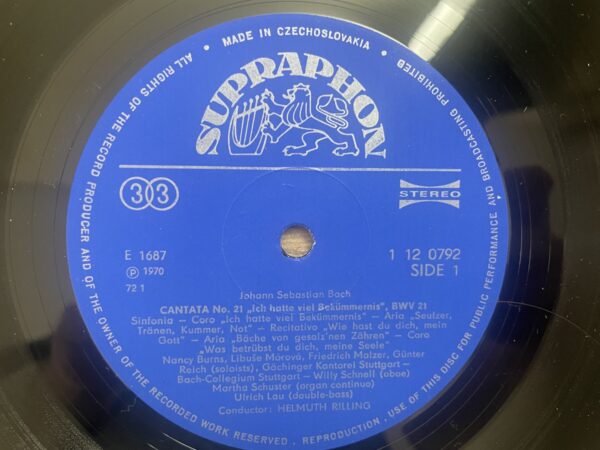 ALL RIGHTS OF THE RECORD PRODUCER AND OF THE OWNER OF THE RECORDED WORK RESERVED . USE OF THIS DISC FOR PUBLIC PERFORMANCE AND BROADCASTING PROHIBITED
• MADE IN CZECHOSLOVAKIA •
SUPRAPHON
33
STEREO
E 1687
℗ 1970
72 1
1 12 0792
SIDE 1
Johann Sebastian Bach
CANTATA No. 21 „Ich hatte viel Bekümmernis", BWV 21
Sinfonia – Coro „Ich hatte viel Bekümmernis" – Aria „Seufzer,
Tränen, Kummer, Not" – Recitativo „Wie hast du dich, mein
Gott" – Aria „Bäche von gesalz'nen Zähren" – Coro
„Was betrübst du dich, meine Seele"
Nancy Burns, Libuše Márová, Friedrich Melzer, Günter
Reich (soloists), Gächinger Kantorei Stuttgart –
Bach-Collegium Stuttgart – Willy Schnell (oboe)
Martha Schuster (organ continuo)
Ulrich Lau (double-bass)
Conductor: HELMUTH RILLING